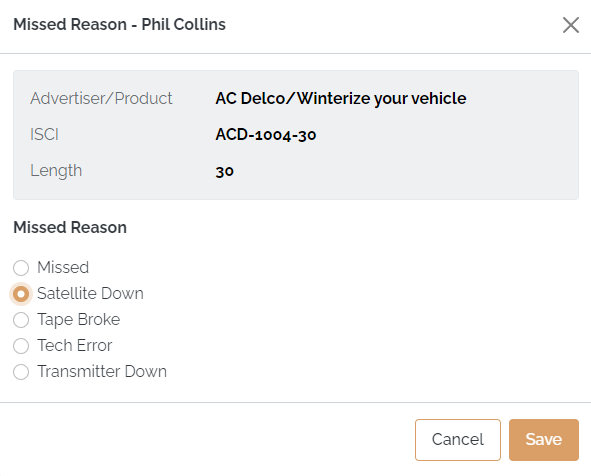 Missed Reason - Phil Collins
Advertiser/Product AC Delco/Winterize your vehicle
ISCI ACD-1004-30
Length 30
Missed Reason
Missed
Satellite Down
Tape Broke
Tech Error
Transmitter Down
Cancel Save